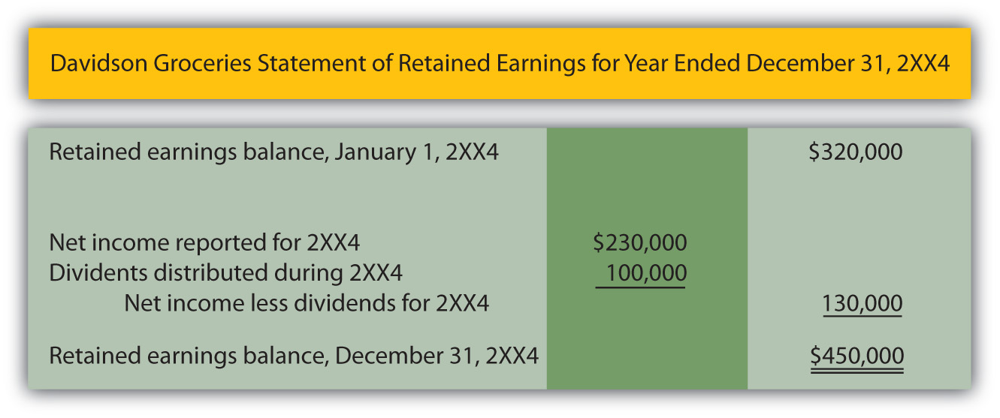 Davidson Groceries Statement of Retained Earnings for Year Ended December 31, 2XX4
Retained earnings balance, January 1, 2XX4 $320,000
Net income reported for 2XX4 $230,000
Dividents distributed during 2XX4 100,000
Net income less dividends for 2XX4 130,000
Retained earnings balance, December 31, 2XX4 $450,000